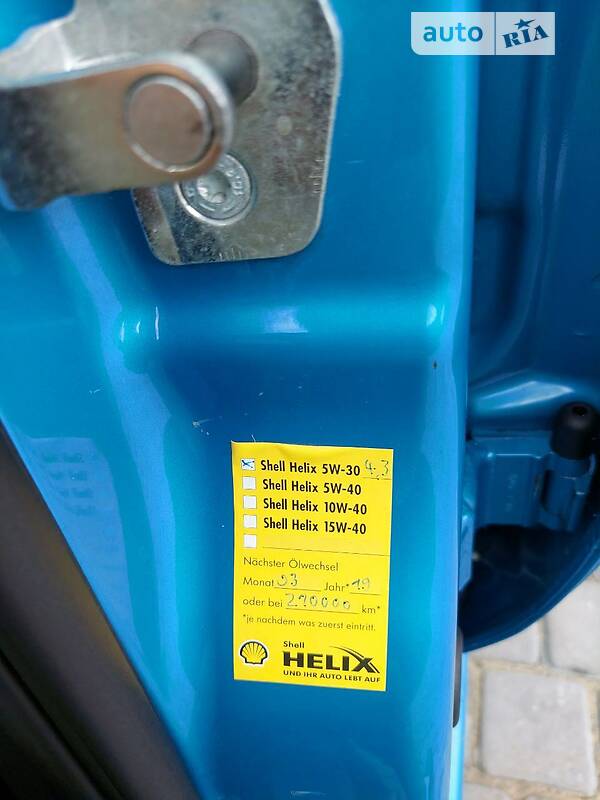 auto RIA
Shell Helix 5W-30 4,3
Shell Helix 5W-40
Shell Helix 10W-40
Shell Helix 15W-40
Nächster Ölwechsel
Monat 03 Jahr* 19
oder bei 210000 km*
*je nachdem was zuerst eintritt.
Shell
HELIX
UND IHR AUTO LEBT AUF